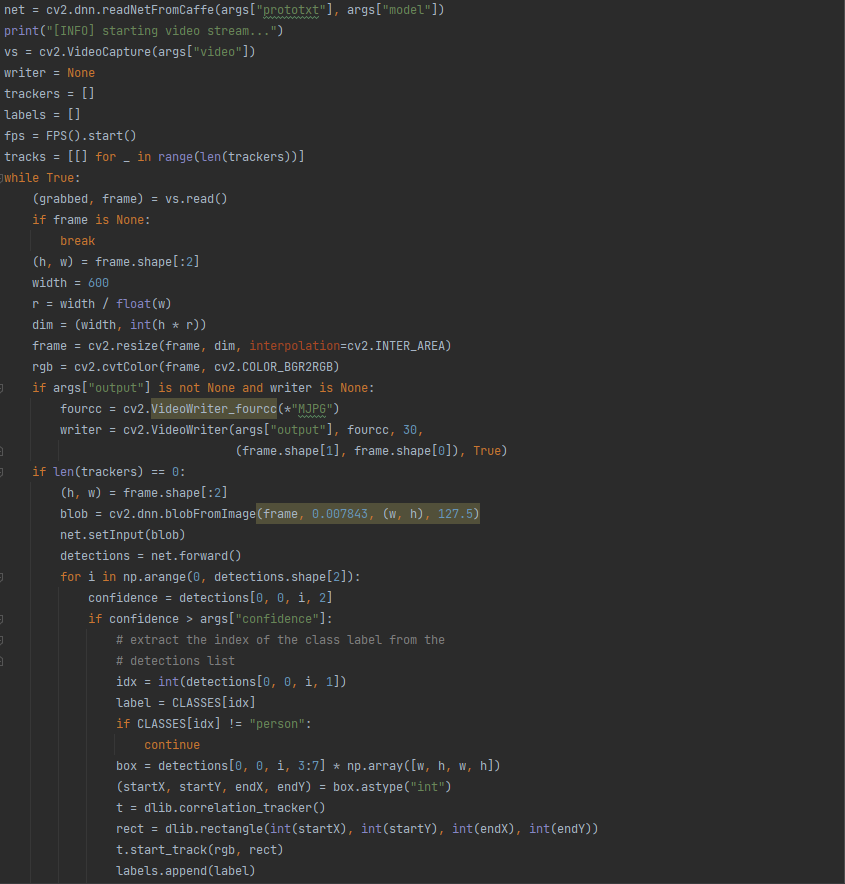 net = cv2.dnn.readNetFromCaffe(args["prototxt"], args["model"])
print("[INFO] starting video stream...")
vs = cv2.VideoCapture(args["video"])
writer = None
trackers = []
labels = []
fps = FPS().start()
tracks = [[] for _ in range(len(trackers))]
while True:
    (grabbed, frame) = vs.read()
    if frame is None:
        break
    (h, w) = frame.shape[:2]
    width = 600
    r = width / float(w)
    dim = (width, int(h * r))
    frame = cv2.resize(frame, dim, interpolation=cv2.INTER_AREA)
    rgb = cv2.cvtColor(frame, cv2.COLOR_BGR2RGB)
    if args["output"] is not None and writer is None:
        fourcc = cv2.VideoWriter_fourcc(*"MJPG")
        writer = cv2.VideoWriter(args["output"], fourcc, 30,
                                 (frame.shape[1], frame.shape[0]), True)
    if len(trackers) == 0:
        (h, w) = frame.shape[:2]
        blob = cv2.dnn.blobFromImage(frame, 0.007843, (w, h), 127.5)
        net.setInput(blob)
        detections = net.forward()
        for i in np.arange(0, detections.shape[2]):
            confidence = detections[0, 0, i, 2]
            if confidence > args["confidence"]:
                # extract the index of the class label from the
                # detections list
                idx = int(detections[0, 0, i, 1])
                label = CLASSES[idx]
                if CLASSES[idx] != "person":
                    continue
                box = detections[0, 0, i, 3:7] * np.array([w, h, w, h])
                (startX, startY, endX, endY) = box.astype("int")
                t = dlib.correlation_tracker()
                rect = dlib.rectangle(int(startX), int(startY), int(endX), int(endY))
                t.start_track(rgb, rect)
                labels.append(label)